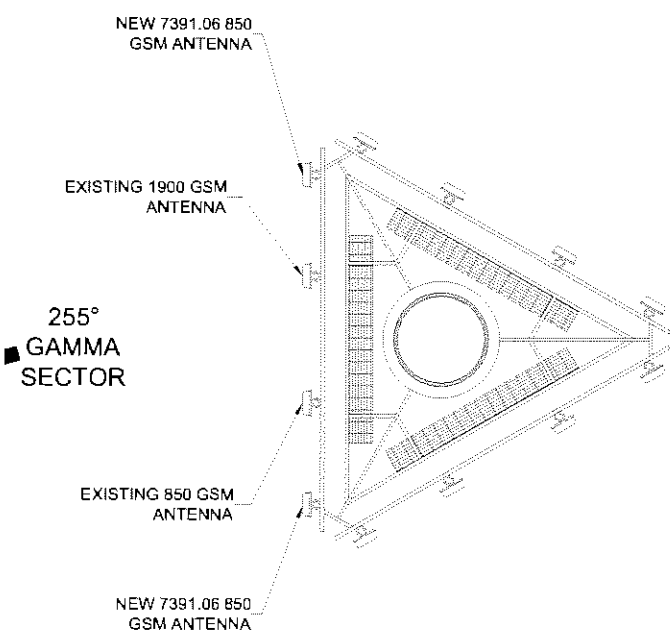 NEW 7391.06 850
GSM ANTENNA
EXISTING 1900 GSM
ANTENNA
255°
GAMMA
SECTOR
EXISTING 850 GSM
ANTENNA
NEW 7391.06 850
GSM ANTENNA